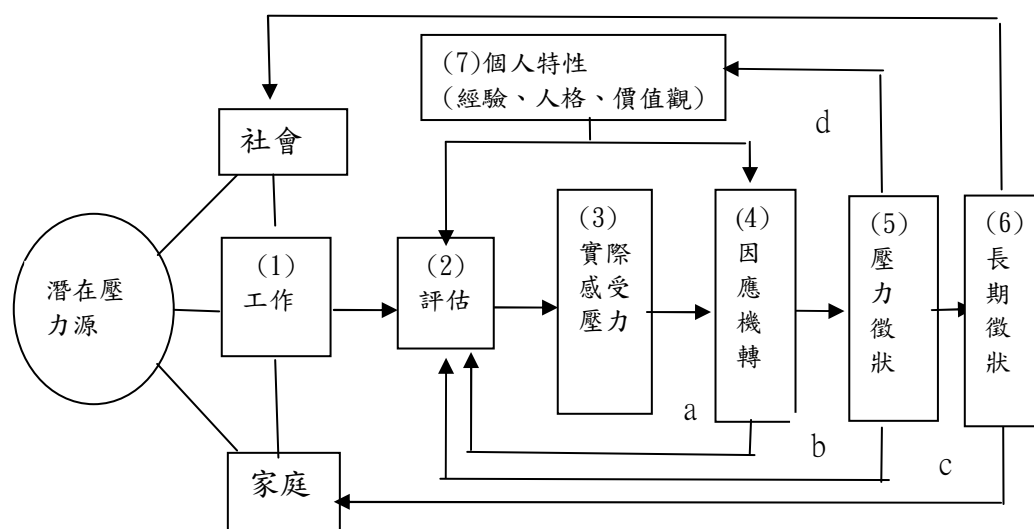 (7)個人特性
(經驗、人格、價值觀)
d
社會
潛在壓
力源
(1)
工作
(2)
評估
(3)
實際
感受
壓力
(4)
因
應
機
轉
(5)
壓
力
徵
狀
(6)
長
期
徵
狀
a
b
c
家庭